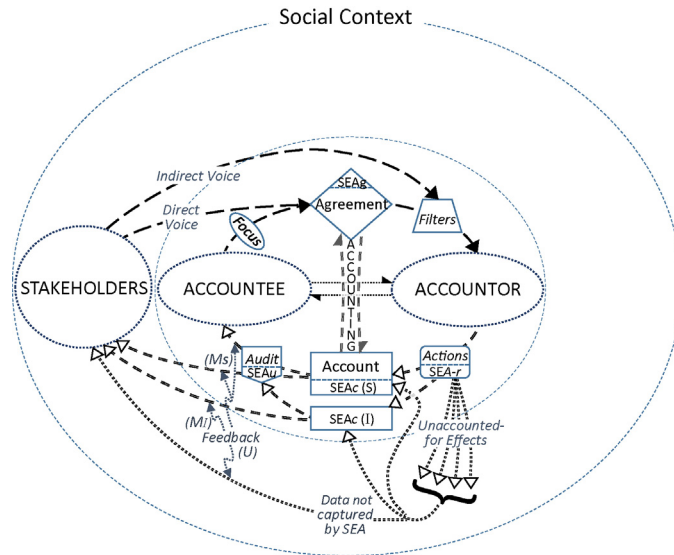 Social Context
Indirect Voice
Direct
Voice
Focus
SEAg
Agreement
Filters
STAKEHOLDERS
ACCOUNTEE
ACCOUNTING
ACCOUNTOR
(Ms)
Audit
SEAu
Account
SEAc (S)
Actions
SEA-r
(MI)
Feedback
(U)
SEAc (I)
Unaccounted-
for Effects
Data not
captured
by SEA